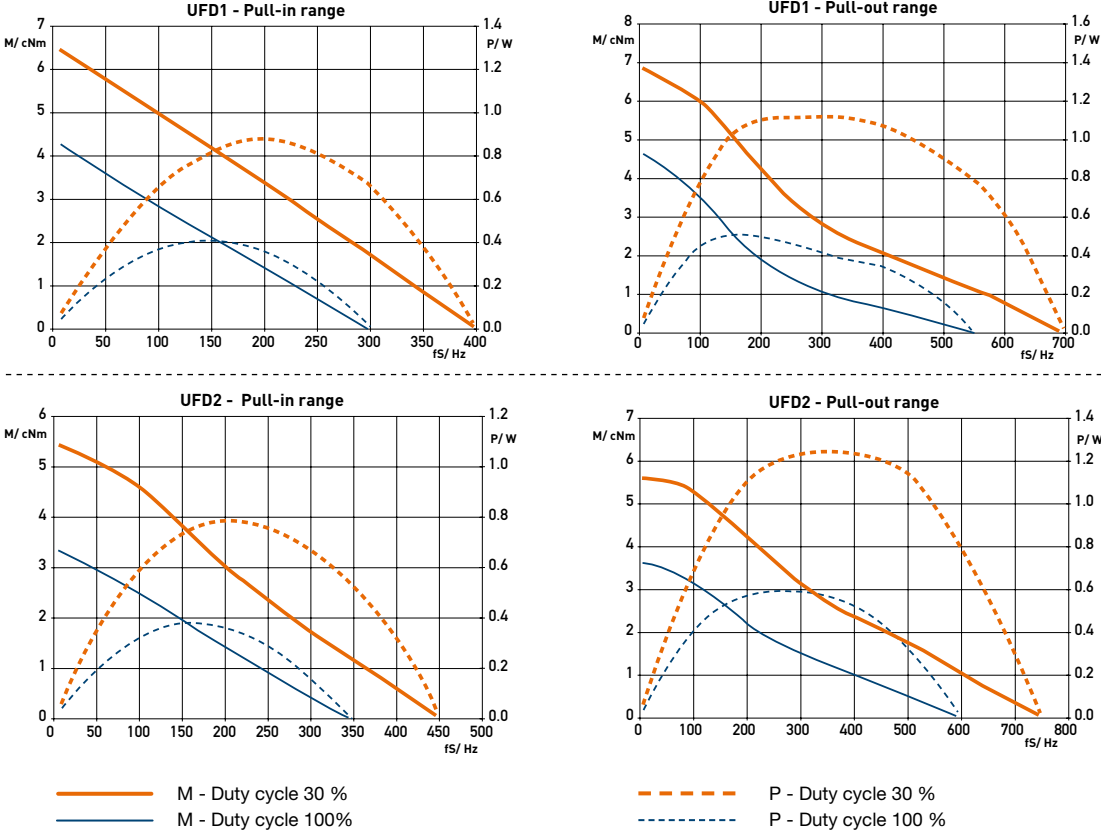 UFD1 - Pull-in range
M/ cNm
P/ W
7
6
5
4
3
2
1
0
1.4
1.2
1.0
0.8
0.6
0.4
0.2
0.0
0 50 100 150 200 250 300 350 400
fS/ Hz
UFD1 - Pull-out range
M/ cNm
P/ W
8
7
6
5
4
3
2
1
0
1.6
1.4
1.2
1.0
0.8
0.6
0.4
0.2
0.0
0 100 200 300 400 500 600 700
fS/ Hz
UFD2 - Pull-in range
M/ cNm
P/ W
6
5
4
3
2
1
0
1.2
1.0
0.8
0.6
0.4
0.2
0.0
0 50 100 150 200 250 300 350 400 450 500
fS/ Hz
UFD2 - Pull-out range
M/ cNm
P/ W
7
6
5
4
3
2
1
0
1.4
1.2
1.0
0.8
0.6
0.4
0.2
0.0
0 100 200 300 400 500 600 700 800
fS/ Hz
M - Duty cycle 30 %
M - Duty cycle 100%
P - Duty cycle 30 %
P - Duty cycle 100 %